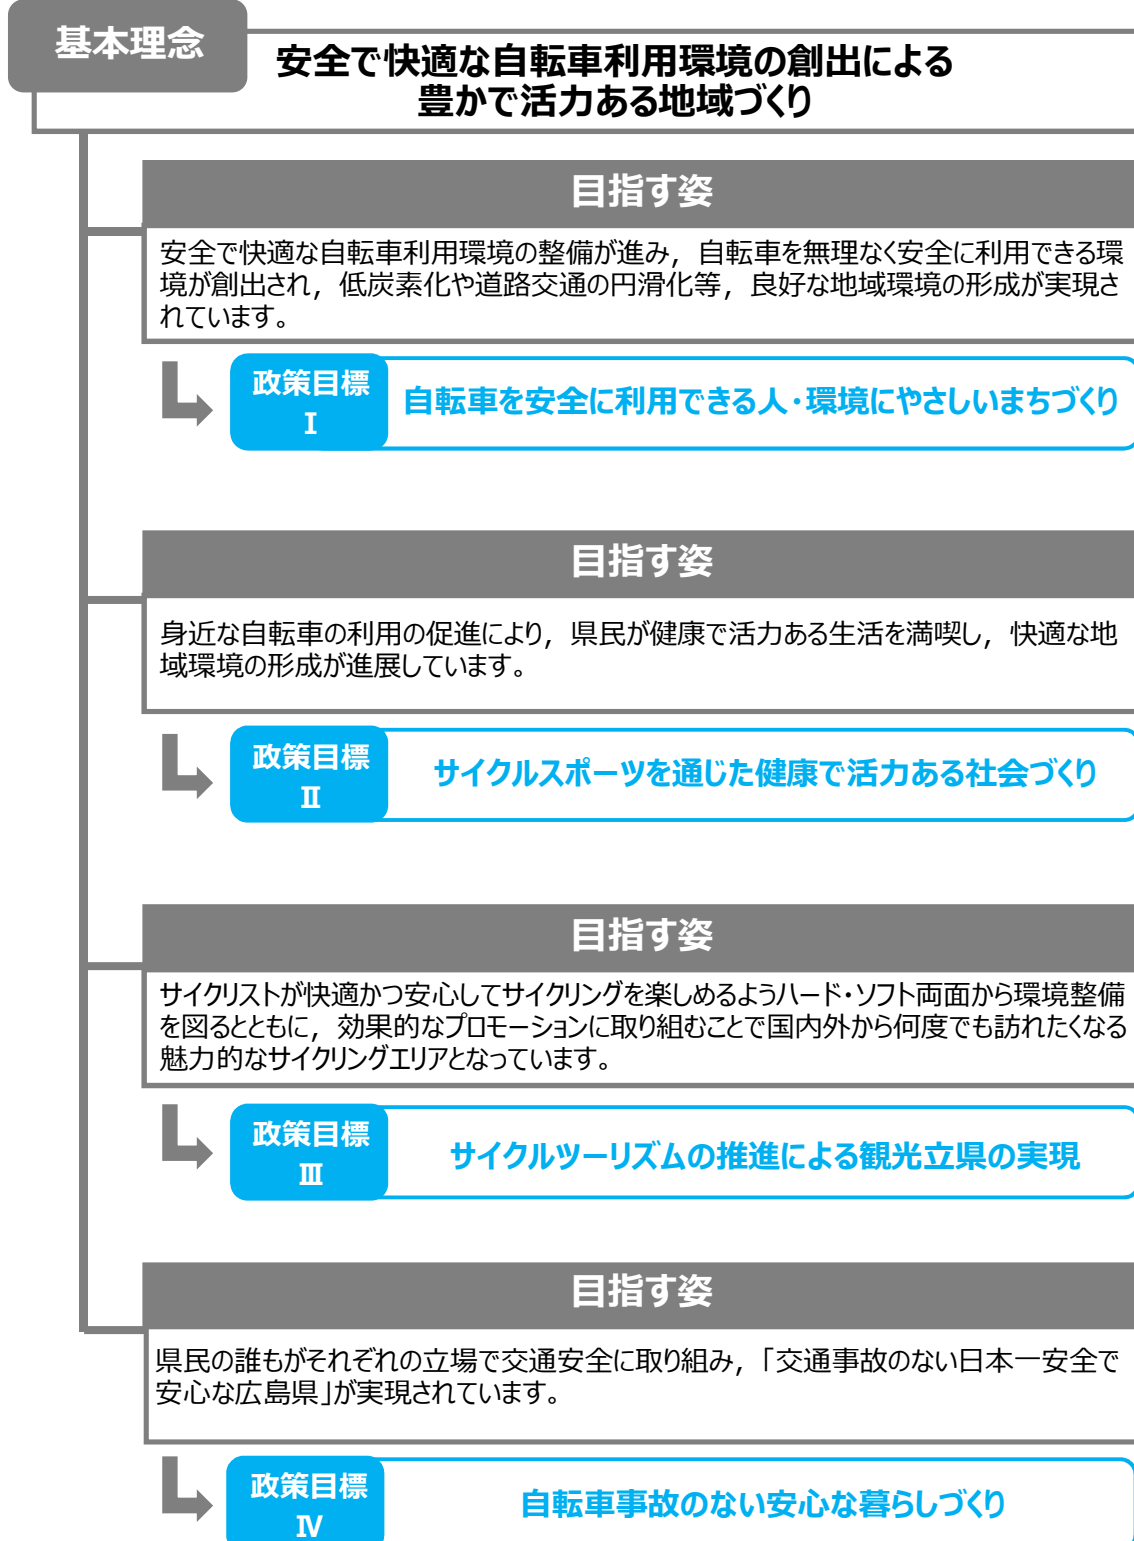 基本理念
安全で快適な自転車利用環境の創出による
豊かで活力ある地域づくり
目指す姿
安全で快適な自転車利用環境の整備が進み，自転車を無理なく安全に利用できる環
境が創出され，低炭素化や道路交通の円滑化等，良好な地域環境の形成が実現さ
れています。
政策目標
Ⅰ
自転車を安全に利用できる人・環境にやさしいまちづくり
目指す姿
身近な自転車の利用の促進により，県民が健康で活力ある生活を満喫し，快適な地
域環境の形成が進展しています。
政策目標
Ⅱ
サイクルスポーツを通じた健康で活力ある社会づくり
目指す姿
サイクリストが快適かつ安心してサイクリングを楽しめるようハード・ソフト両面から環境整備
を図るとともに，効果的なプロモーションに取り組むことで国内外から何度でも訪れたくなる
魅力的なサイクリングエリアとなっています。
政策目標
Ⅲ
サイクルツーリズムの推進による観光立県の実現
目指す姿
県民の誰もがそれぞれの立場で交通安全に取り組み，「交通事故のない日本一安全で
安心な広島県」が実現されています。
政策目標
Ⅳ
自転車事故のない安心な暮らしづくり